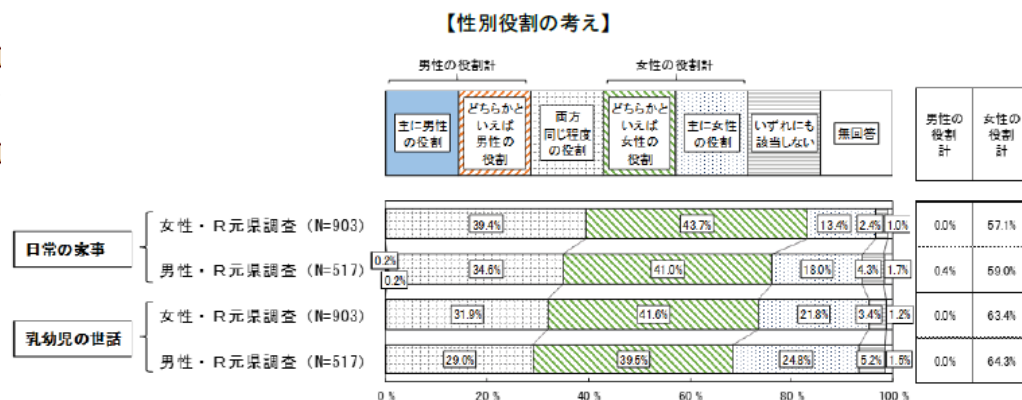 【性別役割の考え】
男性の役割計 女性の役割計
主に男性の役割
どちらかといえば男性の役割
両方同じ程度の役割
どちらかといえば女性の役割
主に女性の役割
いずれにも該当しない
無回答
男性の役割計
女性の役割計
日常の家事
女性・R元県調査 (N=903) 39.4% 43.7% 13.4% 2.4% 1.0% 0.0% 57.1%
男性・R元県調査 (N=517) 0.2% 0.2% 34.6% 41.0% 18.0% 4.3% 1.7% 0.4% 59.0%
乳幼児の世話
女性・R元県調査 (N=903) 31.9% 41.6% 21.8% 3.4% 1.2% 0.0% 63.4%
男性・R元県調査 (N=517) 29.0% 39.5% 24.8% 5.2% 1.5% 0.0% 64.3%
0% 20% 40% 60% 80% 100%